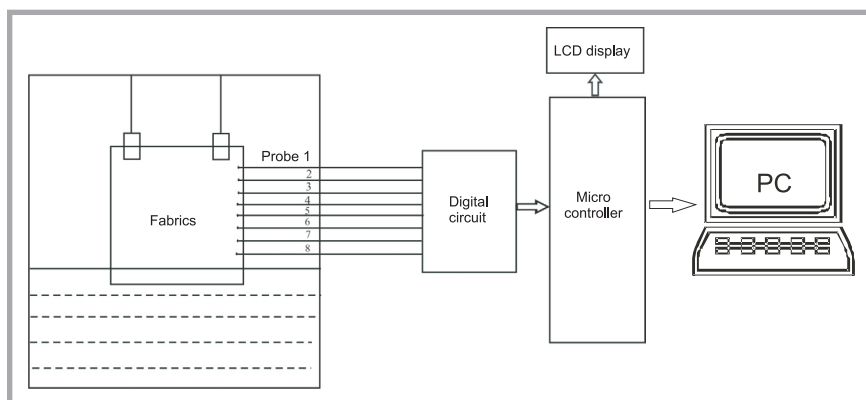 LCD display
Probe 1
2
3
4
5
6
7
8
Fabrics
Digital
circuit
Micro
controller
PC